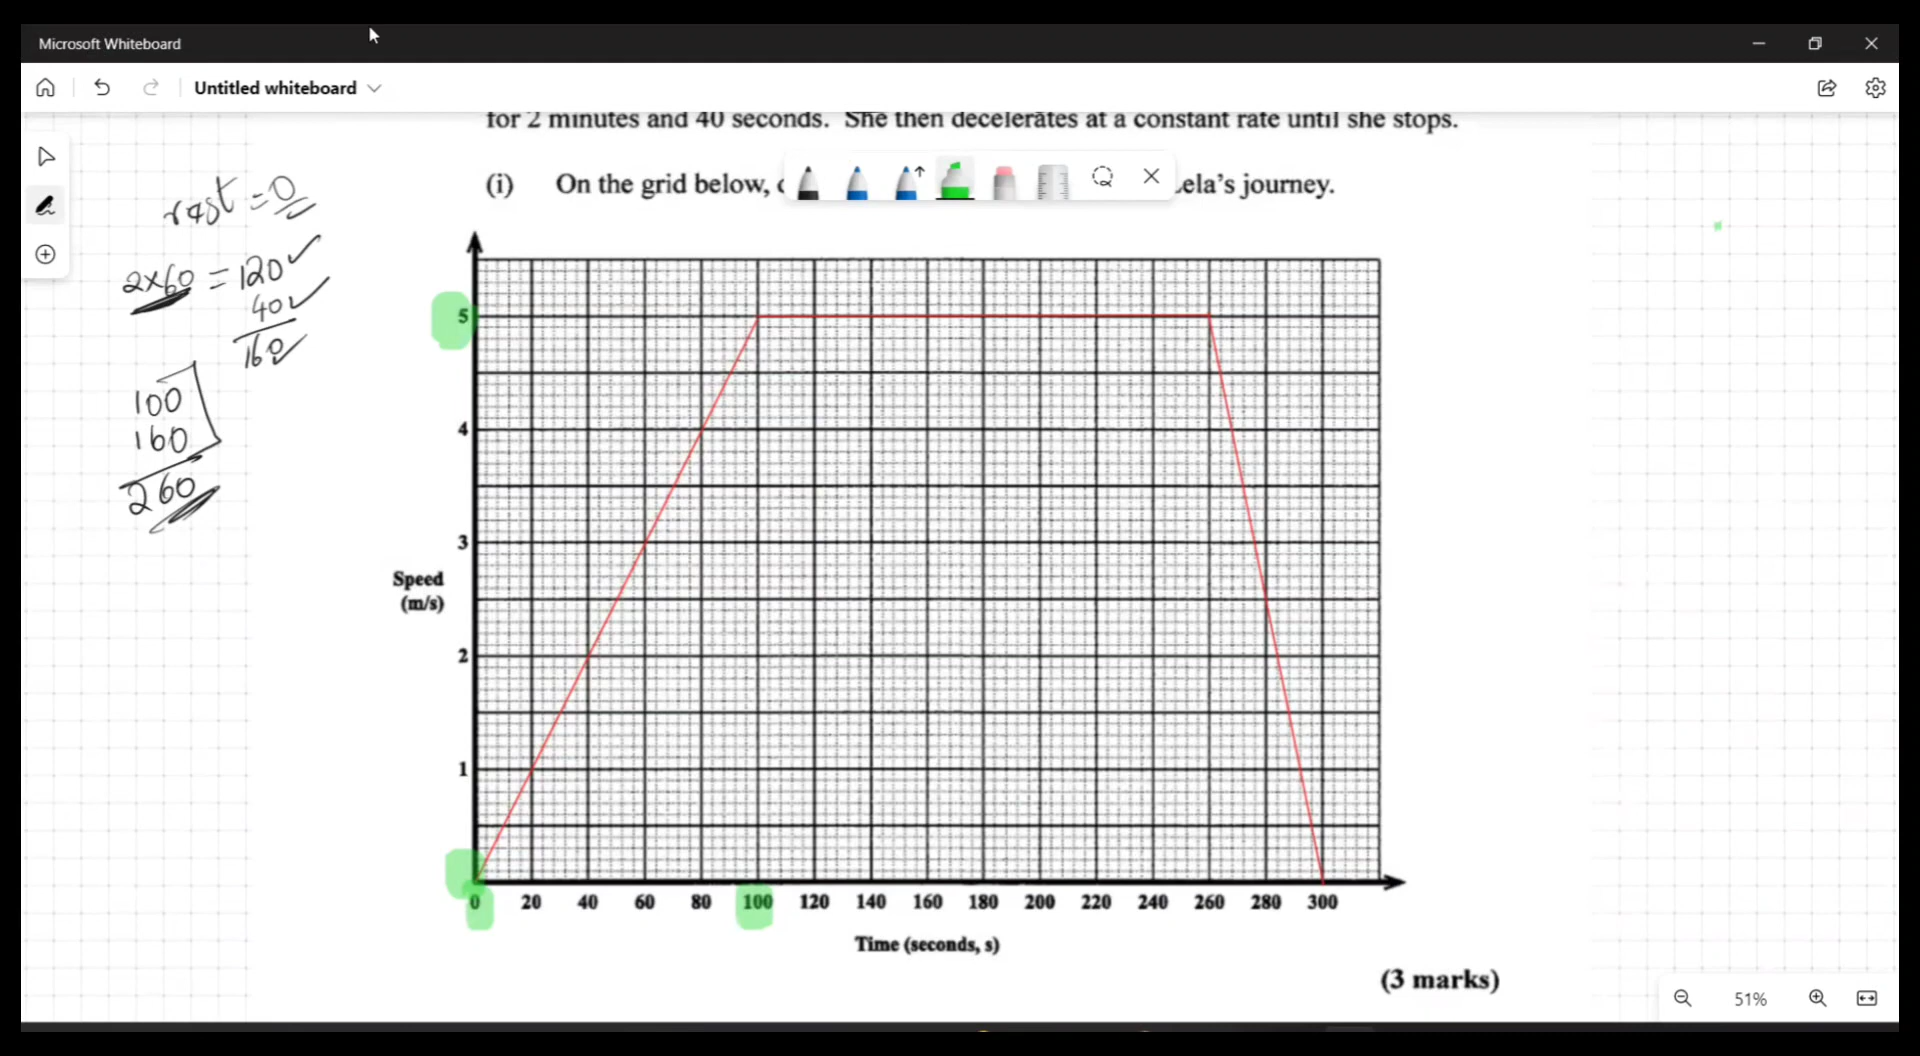 Microsoft Whiteboard
Untitled whiteboard
for 2 minutes and 40 seconds. She then decelerates at a constant rate until she stops.
(i) On the grid below, ela's journey.
rest = 0
2×60 = 120
40
160
100
160
260
5
4
3
Speed
(m/s)
2
1
0 20 40 60 80 100 120 140 160 180 200 220 240 260 280 300
Time (seconds, s)
(3 marks)
51%